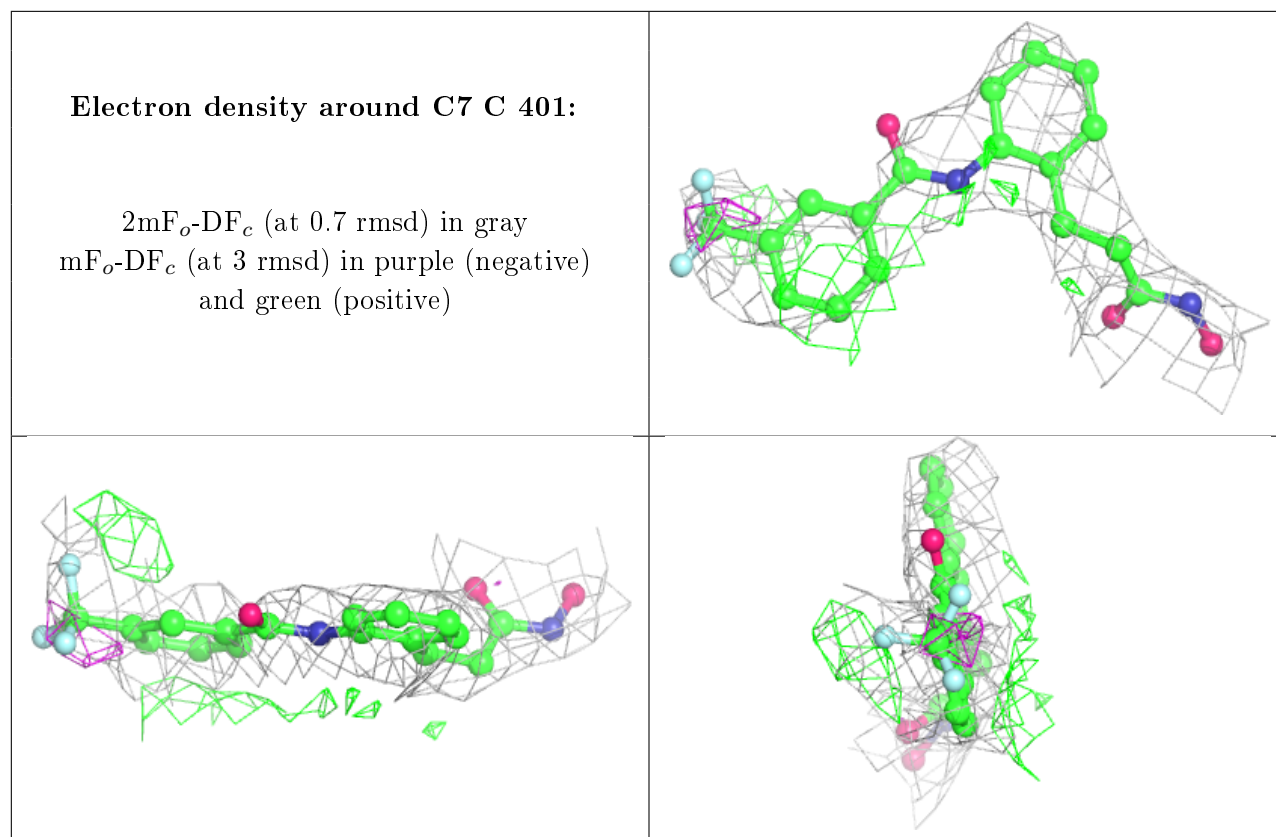 Electron density around C7 C 401:
2mFo-DFc (at 0.7 rmsd) in gray
mFo-DFc (at 3 rmsd) in purple (negative)
and green (positive)